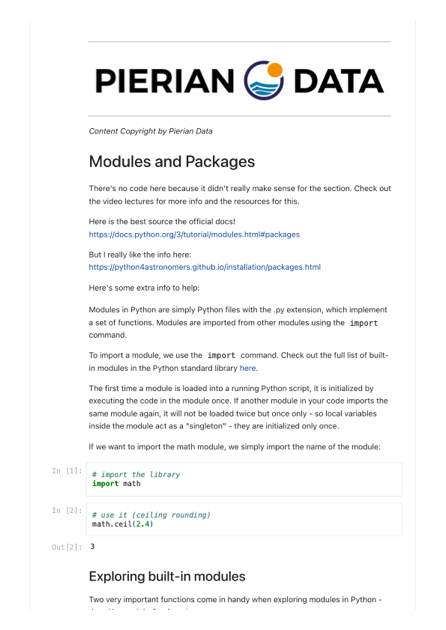 PIERIAN DATA
Content Copyright by Pierian Data
Modules and Packages
There's no code here because it didn't really make sense for the section. Check out
the video lectures for more info and the resources for this.
Here is the best source the official docs!
https://docs.python.org/3/tutorial/modules.html#packages
But I really like the info here:
https://python4astronomers.github.io/installation/packages.html
Here's some extra info to help:
Modules in Python are simply Python files with the .py extension, which implement
a set of functions. Modules are imported from other modules using the import
command.
To import a module, we use the import command. Check out the full list of built-
in modules in the Python standard library here.
The first time a module is loaded into a running Python script, it is initialized by
executing the code in the module once. If another module in your code imports the
same module again, it will not be loaded twice but once only - so local variables
inside the module act as a "singleton" - they are initialized only once.
If we want to import the math module, we simply import the name of the module:
In [1]: # import the library
import math
In [2]: # use it (ceiling rounding)
math.ceil(2.4)
Out[2]: 3
Exploring built-in modules
Two very important functions come in handy when exploring modules in Python -